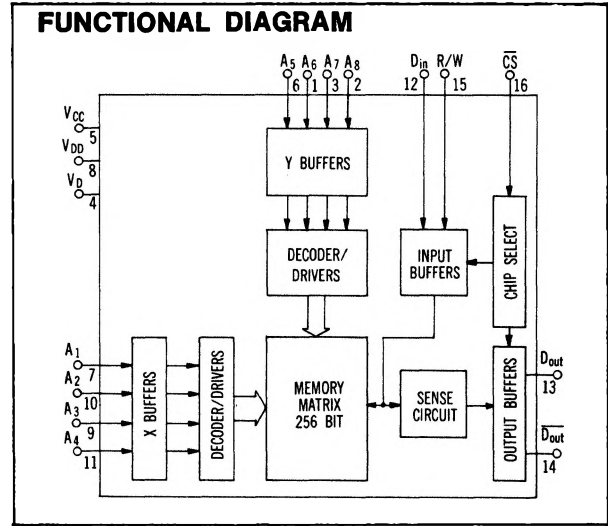 FUNCTIONAL DIAGRAM
A5 A6 A7 A8 Din R/W C̅S̅
6 1 3 2 12 15 16
VCC
5
VDD
8
VD
4
Y BUFFERS
DECODER/
DRIVERS
INPUT
BUFFERS
CHIP SELECT
A1
7
A2
10
A3
9
A4
11
X BUFFERS
DECODER/DRIVERS
MEMORY
MATRIX
256 BIT
SENSE
CIRCUIT
OUTPUT BUFFERS
Dout
13
D̅o̅u̅t̅
14